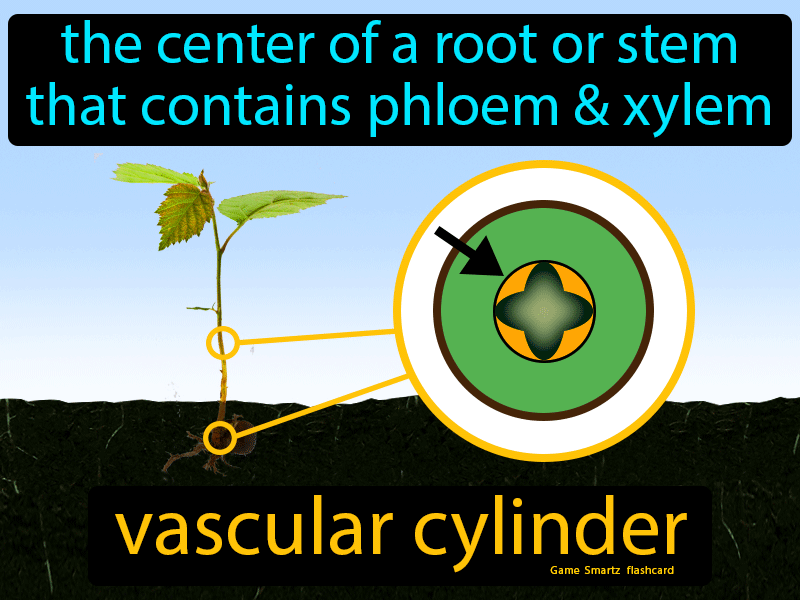 the center of a root or stem
that contains phloem & xylem
vascular cylinder
Game Smartz flashcard